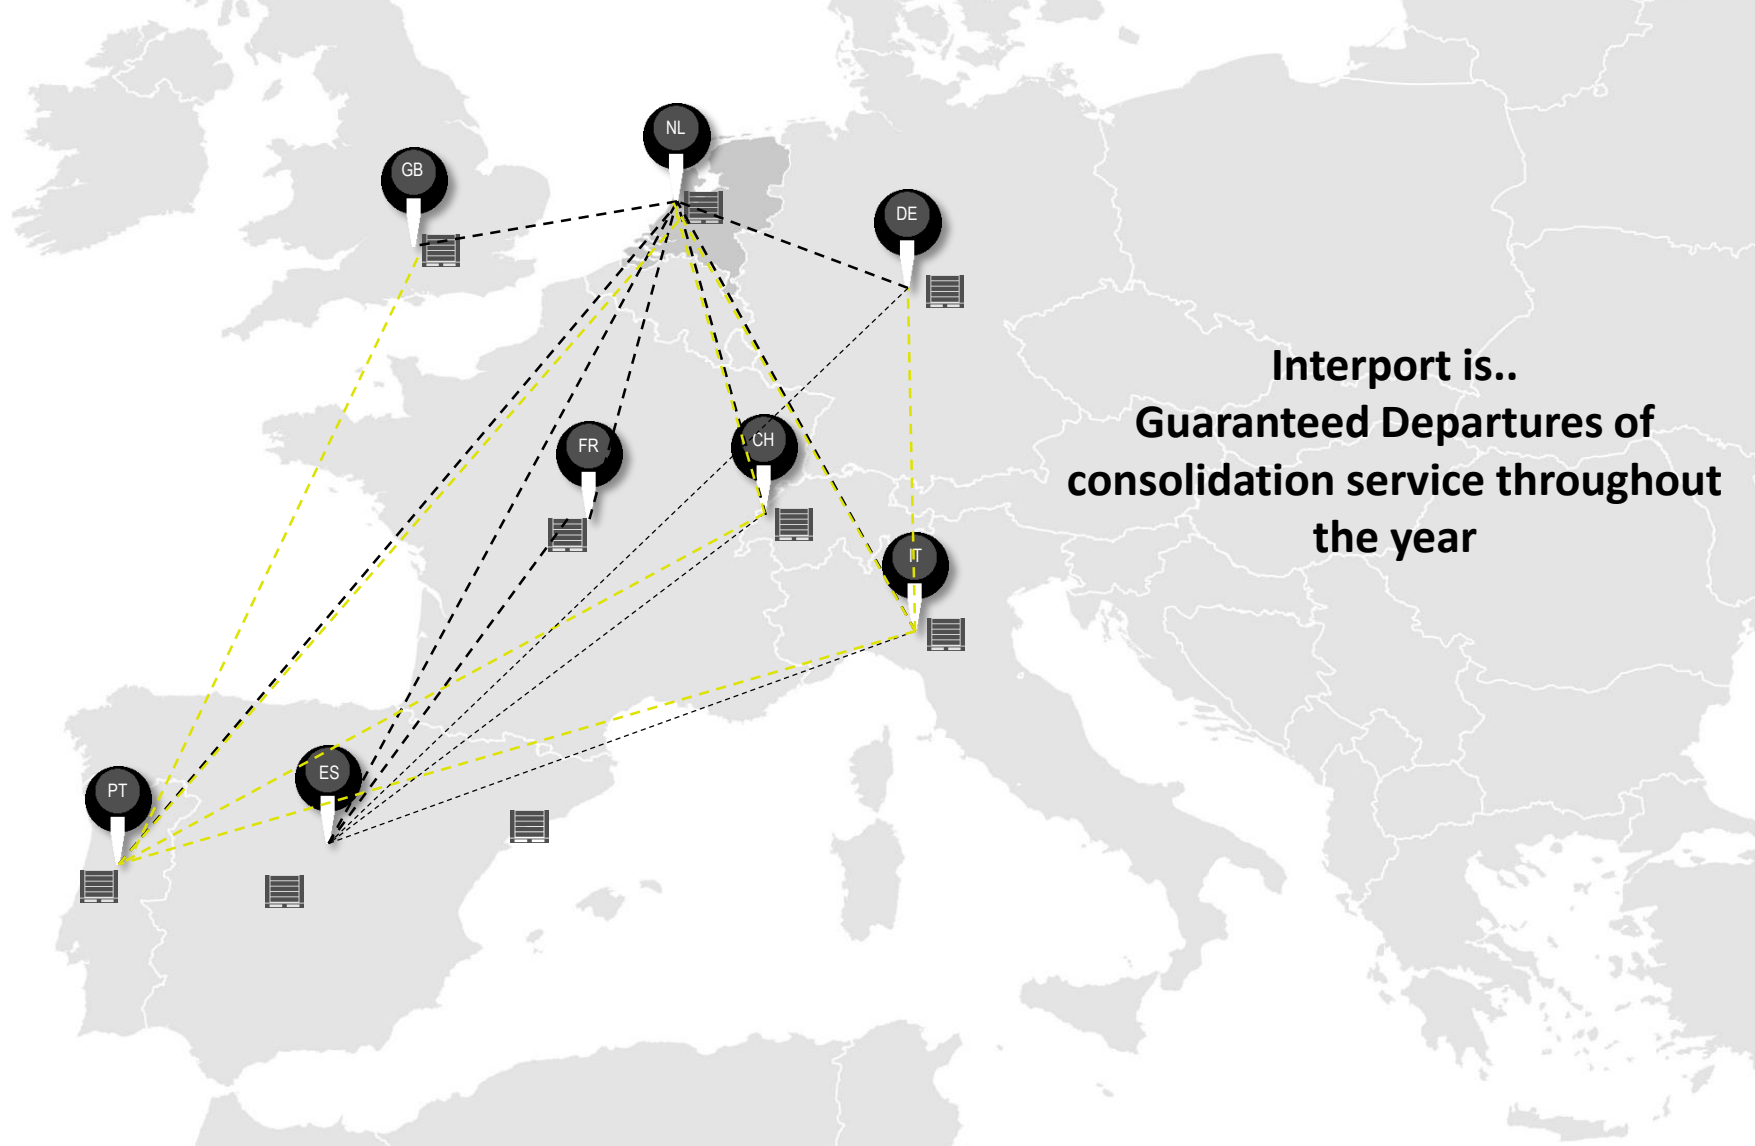 NL
GB
DE
FR
CH
IT
ES
PT
Interport is..
Guaranteed Departures of
consolidation service throughout
the year